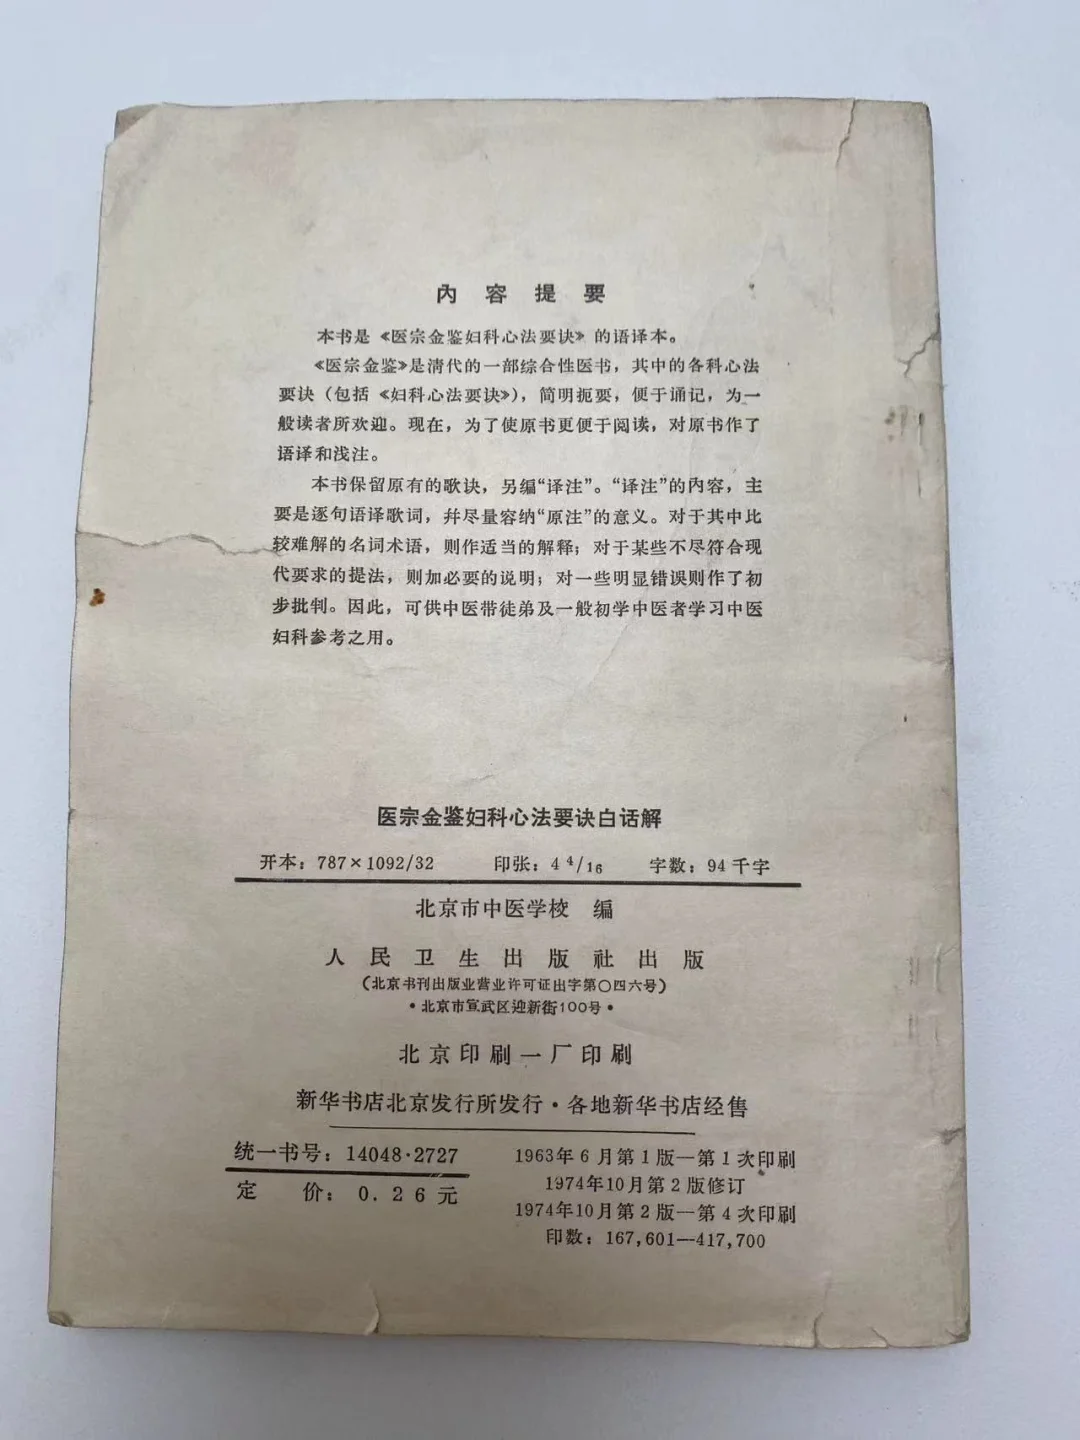 內容提要
本书是《医宗金鉴妇科心法要诀》的语译本。
《医宗金鉴》是清代的一部综合性医书，其中的各科心法
要诀（包括《妇科心法要诀》），简明扼要，便于诵记，为一
般读者所欢迎。现在，为了使原书更便于阅读，对原书作了
语译和浅注。
本书保留原有的歌诀，另编“译注”。“译注”的内容，主
要是逐句语译歌词，幷尽量容纳“原注”的意义。对于其中比
较难解的名词术语，则作适当的解释；对于某些不尽符合现
代要求的提法，则加必要的说明；对一些明显错误则作了初
步批判。因此，可供中医带徒弟及一般初学中医者学习中医
妇科参考之用。
医宗金鉴妇科心法要诀白话解
开本：787×1092/32 印张：4 4/16 字数：94千字
北京市中医学校 编
人民卫生出版社出版
（北京书刊出版业营业许可证出字第〇四六号）
·北京市宣武区迎新街100号·
北京印刷一厂印刷
新华书店北京发行所发行·各地新华书店经售
统一书号：14048·2727
定 价：0.26元
1963年6月第1版—第1次印刷
1974年10月第2版修订
1974年10月第2版—第4次印刷
印数：167,601—417,700